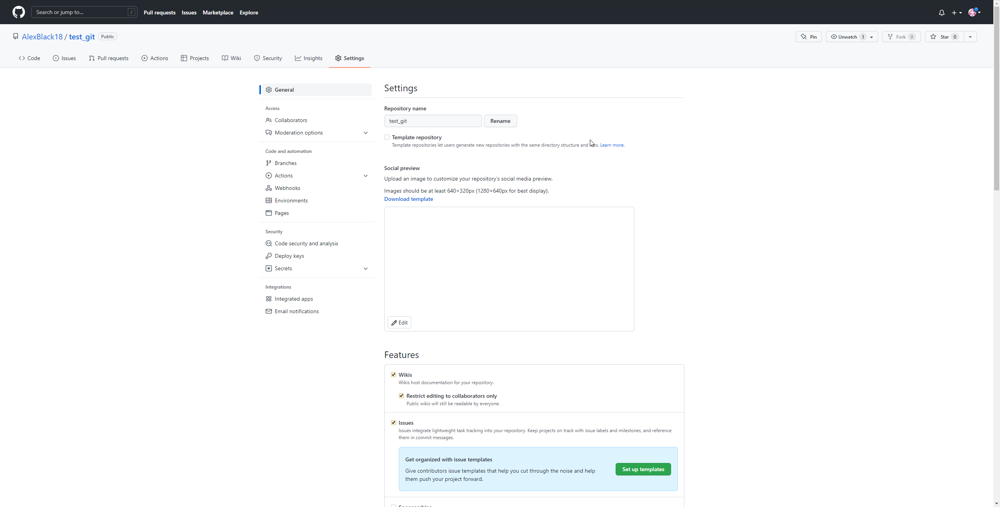 Search or jump to... /
Pull requests Issues Marketplace Explore
AlexBlack18 / test_git Public
Pin
Unwatch 1
Fork 0
Star 0
Code
Issues
Pull requests
Actions
Projects
Wiki
Security
Insights
Settings
General
Access
Collaborators
Moderation options
Code and automation
Branches
Actions
Webhooks
Environments
Pages
Security
Code security and analysis
Deploy keys
Secrets
Integrations
Integrated apps
Email notifications
Settings
Repository name
test_git Rename
Template repository
Template repositories let users generate new repositories with the same directory structure and Learn more.
Social preview
Upload an image to customize your repository's social media preview.
Images should be at least 640×320px (1280×640px for best display).
Download template
Edit
Features
Wikis
Wikis host documentation for your repository.
Restrict editing to collaborators only
Public wikis will still be readable by everyone.
Issues
Issues integrate lightweight task tracking into your repository. Keep projects on track with issue labels and milestones, and reference
them in commit messages.
Get organized with issue templates
Give contributors issue templates that help you cut through the noise and help
them push your project forward.
Set up templates